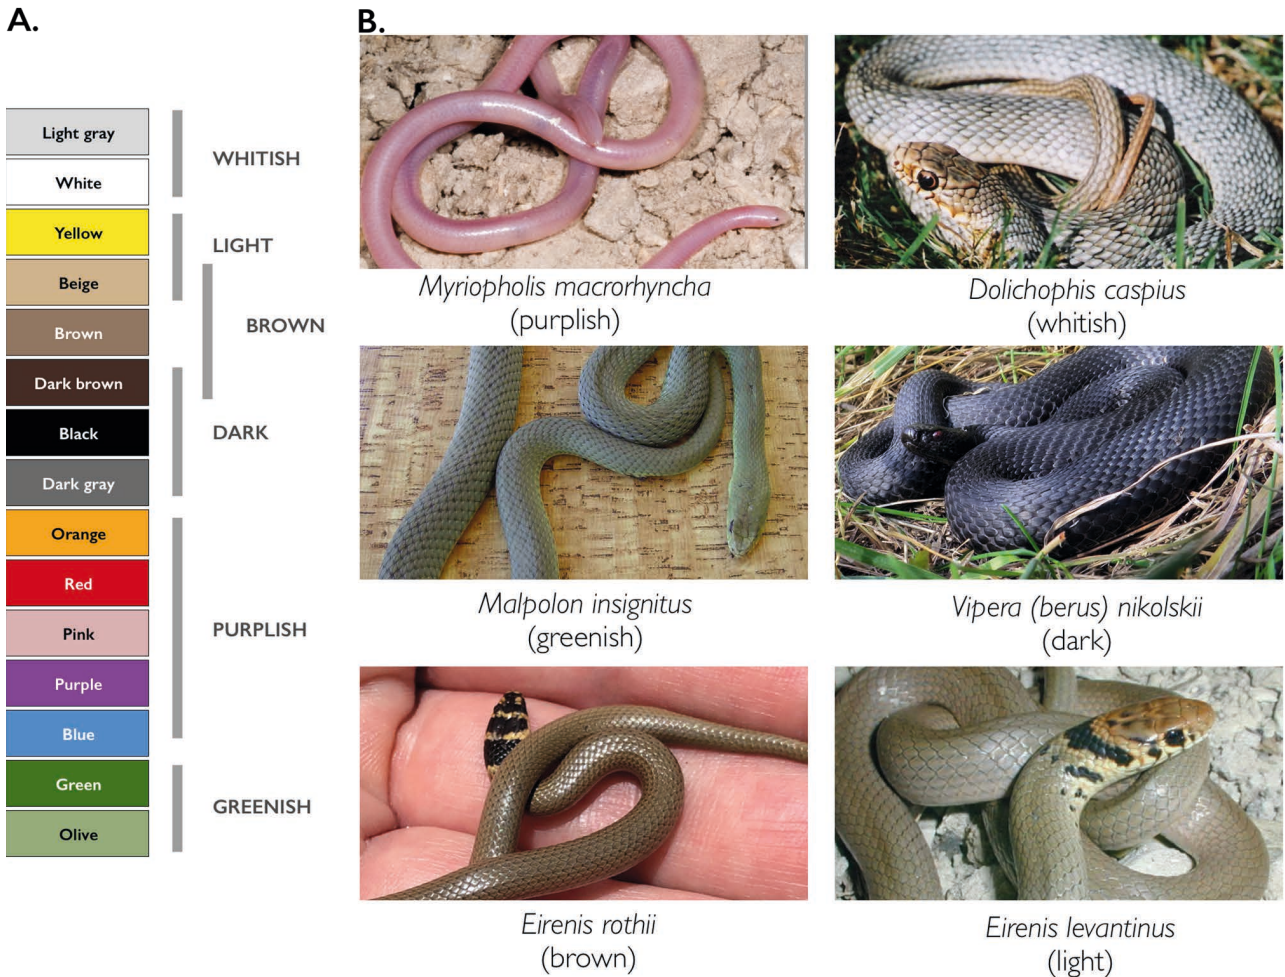 A.
Light gray
White
Yellow
Beige
Brown
Dark brown
Black
Dark gray
Orange
Red
Pink
Purple
Blue
Green
Olive
WHITISH
LIGHT
BROWN
DARK
PURPLISH
GREENISH
B.
Myriopholis macrorhyncha
(purplish)
Dolichophis caspius
(whitish)
Malpolon insignitus
(greenish)
Vipera (berus) nikolskii
(dark)
Eirenis rothii
(brown)
Eirenis levantinus
(light)